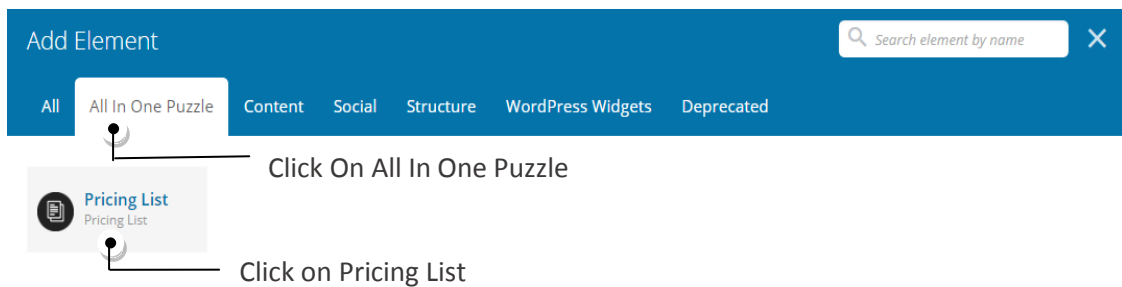 Add Element
Search element by name
All All In One Puzzle Content Social Structure WordPress Widgets Deprecated
Click On All In One Puzzle
Pricing List
Pricing List
Click on Pricing List